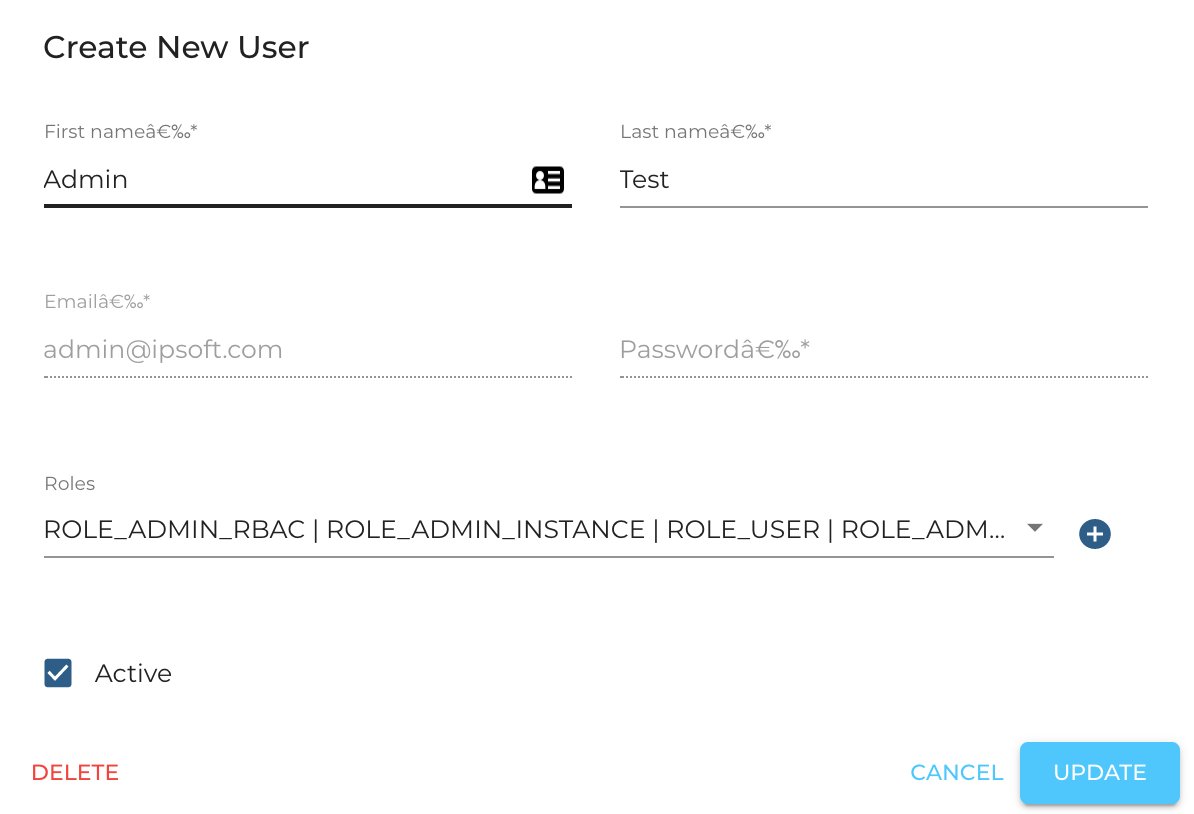 Create New User
First nameâ€‰*
Last nameâ€‰*
Admin
Test
Emailâ€‰*
admin@ipsoft.com
Passwordâ€‰*
Roles
ROLE_ADMIN_RBAC | ROLE_ADMIN_INSTANCE | ROLE_USER | ROLE_ADM...
Active
DELETE
CANCEL
UPDATE